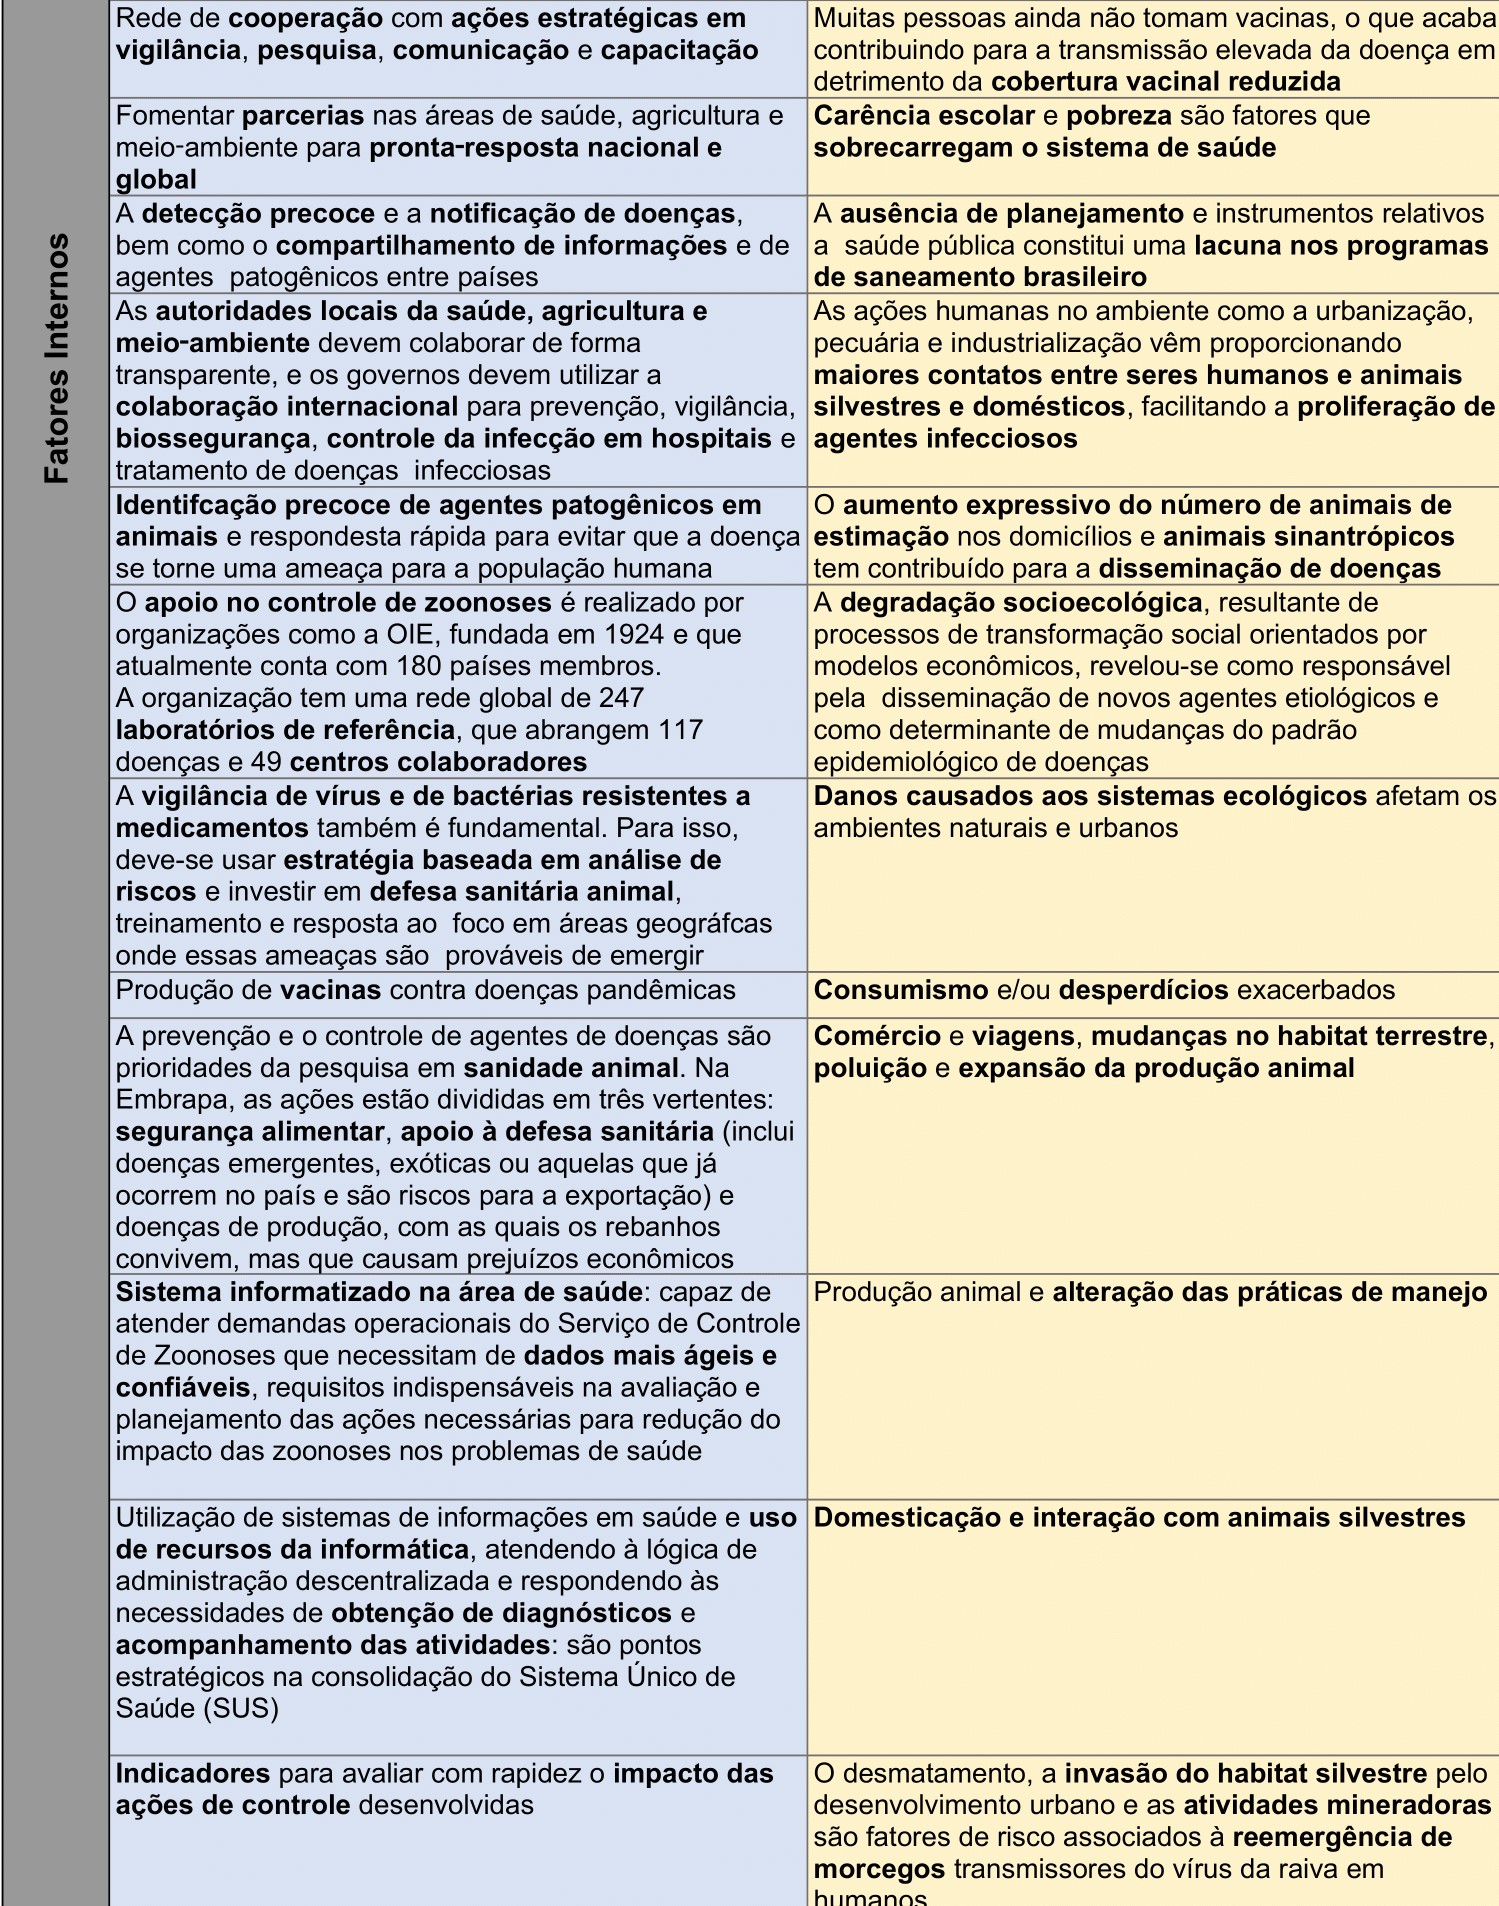 Fatores Internos
Rede de cooperação com ações estratégicas em
vigilância, pesquisa, comunicação e capacitação
Muitas pessoas ainda não tomam vacinas, o que acaba
contribuindo para a transmissão elevada da doença em
detrimento da cobertura vacinal reduzida
Fomentar parcerias nas áreas de saúde, agricultura e
meio-ambiente para pronta-resposta nacional e
global
Carência escolar e pobreza são fatores que
sobrecarregam o sistema de saúde
A detecção precoce e a notificação de doenças,
bem como o compartilhamento de informações e de
agentes patogênicos entre países
A ausência de planejamento e instrumentos relativos
a saúde pública constitui uma lacuna nos programas
de saneamento brasileiro
As autoridades locais da saúde, agricultura e
meio-ambiente devem colaborar de forma
transparente, e os governos devem utilizar a
colaboração internacional para prevenção, vigilância,
biossegurança, controle da infecção em hospitais e
tratamento de doenças infecciosas
As ações humanas no ambiente como a urbanização,
pecuária e industrialização vêm proporcionando
maiores contatos entre seres humanos e animais
silvestres e domésticos, facilitando a proliferação de
agentes infecciosos
Identifcação precoce de agentes patogênicos em
animais e respondesta rápida para evitar que a doença
se torne uma ameaça para a população humana
O aumento expressivo do número de animais de
estimação nos domicílios e animais sinantrópicos
tem contribuído para a disseminação de doenças
O apoio no controle de zoonoses é realizado por
organizações como a OIE, fundada em 1924 e que
atualmente conta com 180 países membros.
A organização tem uma rede global de 247
laboratórios de referência, que abrangem 117
doenças e 49 centros colaboradores
A degradação socioecológica, resultante de
processos de transformação social orientados por
modelos econômicos, revelou-se como responsável
pela disseminação de novos agentes etiológicos e
como determinante de mudanças do padrão
epidemiológico de doenças
A vigilância de vírus e de bactérias resistentes a
medicamentos também é fundamental. Para isso,
deve-se usar estratégia baseada em análise de
riscos e investir em defesa sanitária animal,
treinamento e resposta ao foco em áreas geográfcas
onde essas ameaças são prováveis de emergir
Danos causados aos sistemas ecológicos afetam os
ambientes naturais e urbanos
Produção de vacinas contra doenças pandêmicas
Consumismo e/ou desperdícios exacerbados
A prevenção e o controle de agentes de doenças são
prioridades da pesquisa em sanidade animal. Na
Embrapa, as ações estão divididas em três vertentes:
segurança alimentar, apoio à defesa sanitária (inclui
doenças emergentes, exóticas ou aquelas que já
ocorrem no país e são riscos para a exportação) e
doenças de produção, com as quais os rebanhos
convivem, mas que causam prejuízos econômicos
Comércio e viagens, mudanças no habitat terrestre,
poluição e expansão da produção animal
Sistema informatizado na área de saúde: capaz de
atender demandas operacionais do Serviço de Controle
de Zoonoses que necessitam de dados mais ágeis e
confiáveis, requisitos indispensáveis na avaliação e
planejamento das ações necessárias para redução do
impacto das zoonoses nos problemas de saúde
Produção animal e alteração das práticas de manejo
Utilização de sistemas de informações em saúde e uso
de recursos da informática, atendendo à lógica de
administração descentralizada e respondendo às
necessidades de obtenção de diagnósticos e
acompanhamento das atividades: são pontos
estratégicos na consolidação do Sistema Único de
Saúde (SUS)
Domesticação e interação com animais silvestres
Indicadores para avaliar com rapidez o impacto das
ações de controle desenvolvidas
O desmatamento, a invasão do habitat silvestre pelo
desenvolvimento urbano e as atividades mineradoras
são fatores de risco associados à reemergência de
morcegos transmissores do vírus da raiva em
humanos